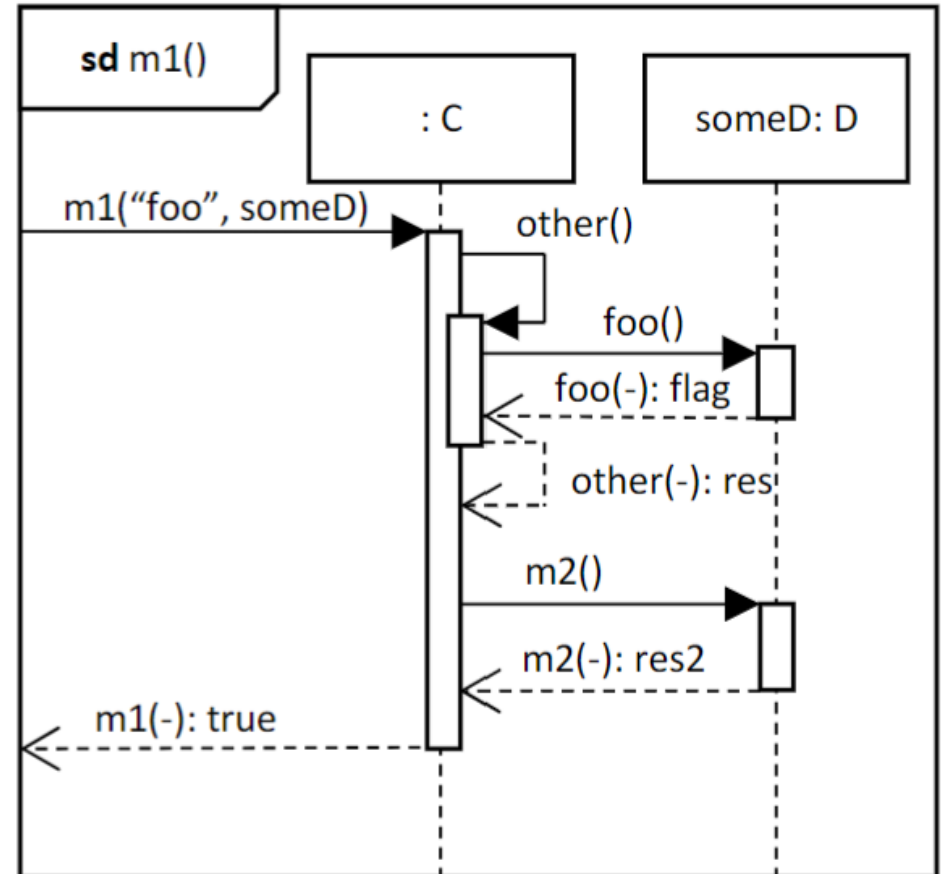 sd m1()
: C
someD: D
m1(“foo”, someD)
other()
foo()
foo(-): flag
other(-): res
m2()
m2(-): res2
m1(-): true